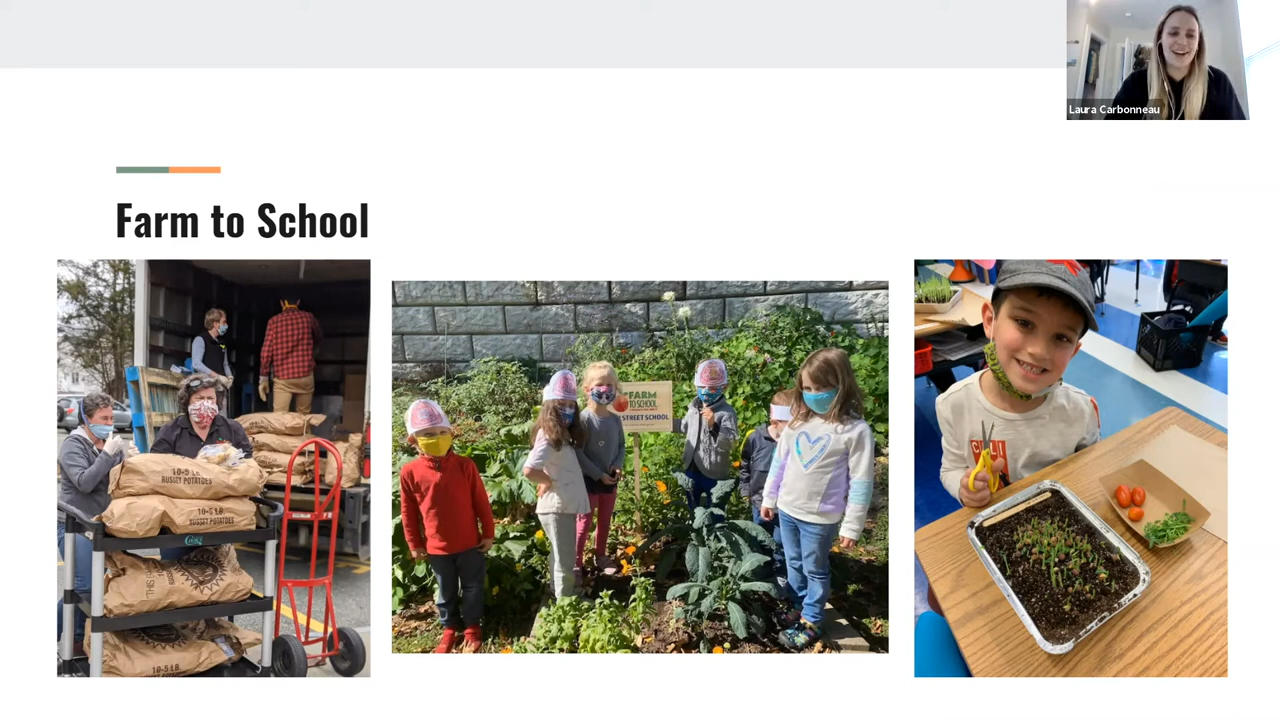 Laura Carbonneau
Farm to School
10-5 LB.
RUSSET POTATOES
10-5 LB.
RUSSET POTATOES
10-5 LB.
FARM
TO SCHOOL
STREET SCHOOL